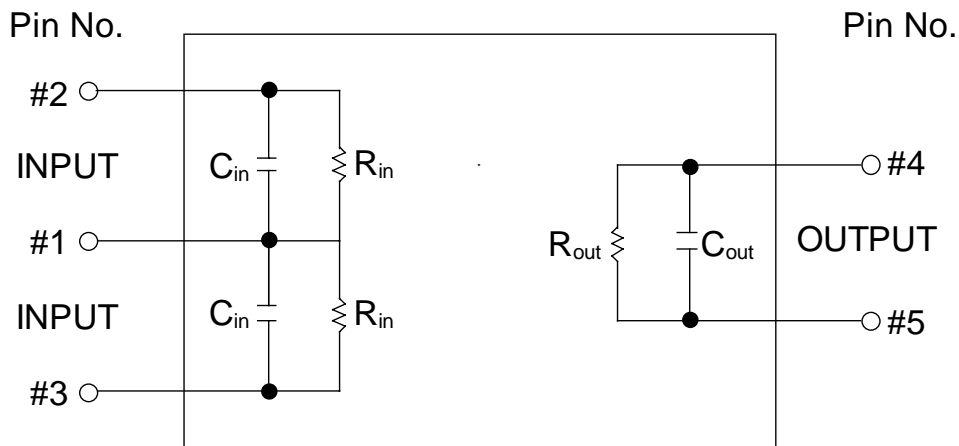 Pin No.
Pin No.
#2
INPUT
Cin
Rin
#4
#1
Rout
Cout
OUTPUT
INPUT
Cin
Rin
#5
#3